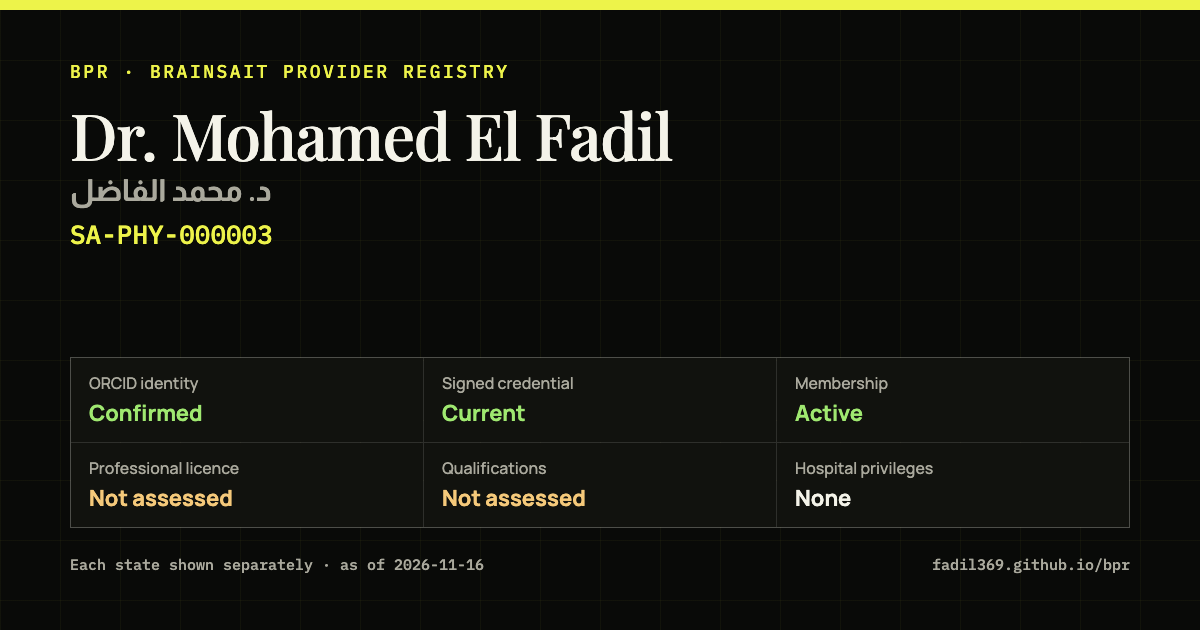 BPR · BRAINSAIT PROVIDER REGISTRY
Dr. Mohamed El Fadil
د. محمد الفاضل
SA-PHY-000003
ORCID identity
Confirmed
Signed credential
Current
Membership
Active
Professional licence
Not assessed
Qualifications
Not assessed
Hospital privileges
None
Each state shown separately · as of 2026-11-16
fadil369.github.io/bpr